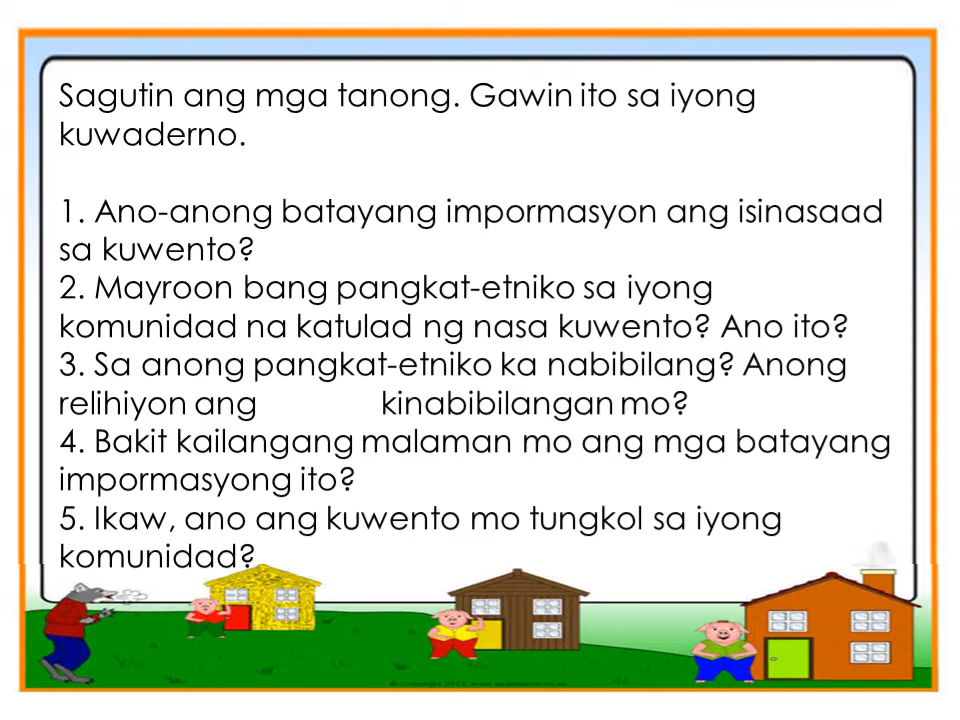 Sagutin ang mga tanong. Gawin ito sa iyong
kuwaderno.
1. Ano-anong batayang impormasyon ang isinasaad
sa kuwento?
2. Mayroon bang pangkat-etniko sa iyong
komunidad na katulad ng nasa kuwento? Ano ito?
3. Sa anong pangkat-etniko ka nabibilang? Anong
relihiyon ang kinabibilangan mo?
4. Bakit kailangang malaman mo ang mga batayang
impormasyong ito?
5. Ikaw, ano ang kuwento mo tungkol sa iyong
komunidad?